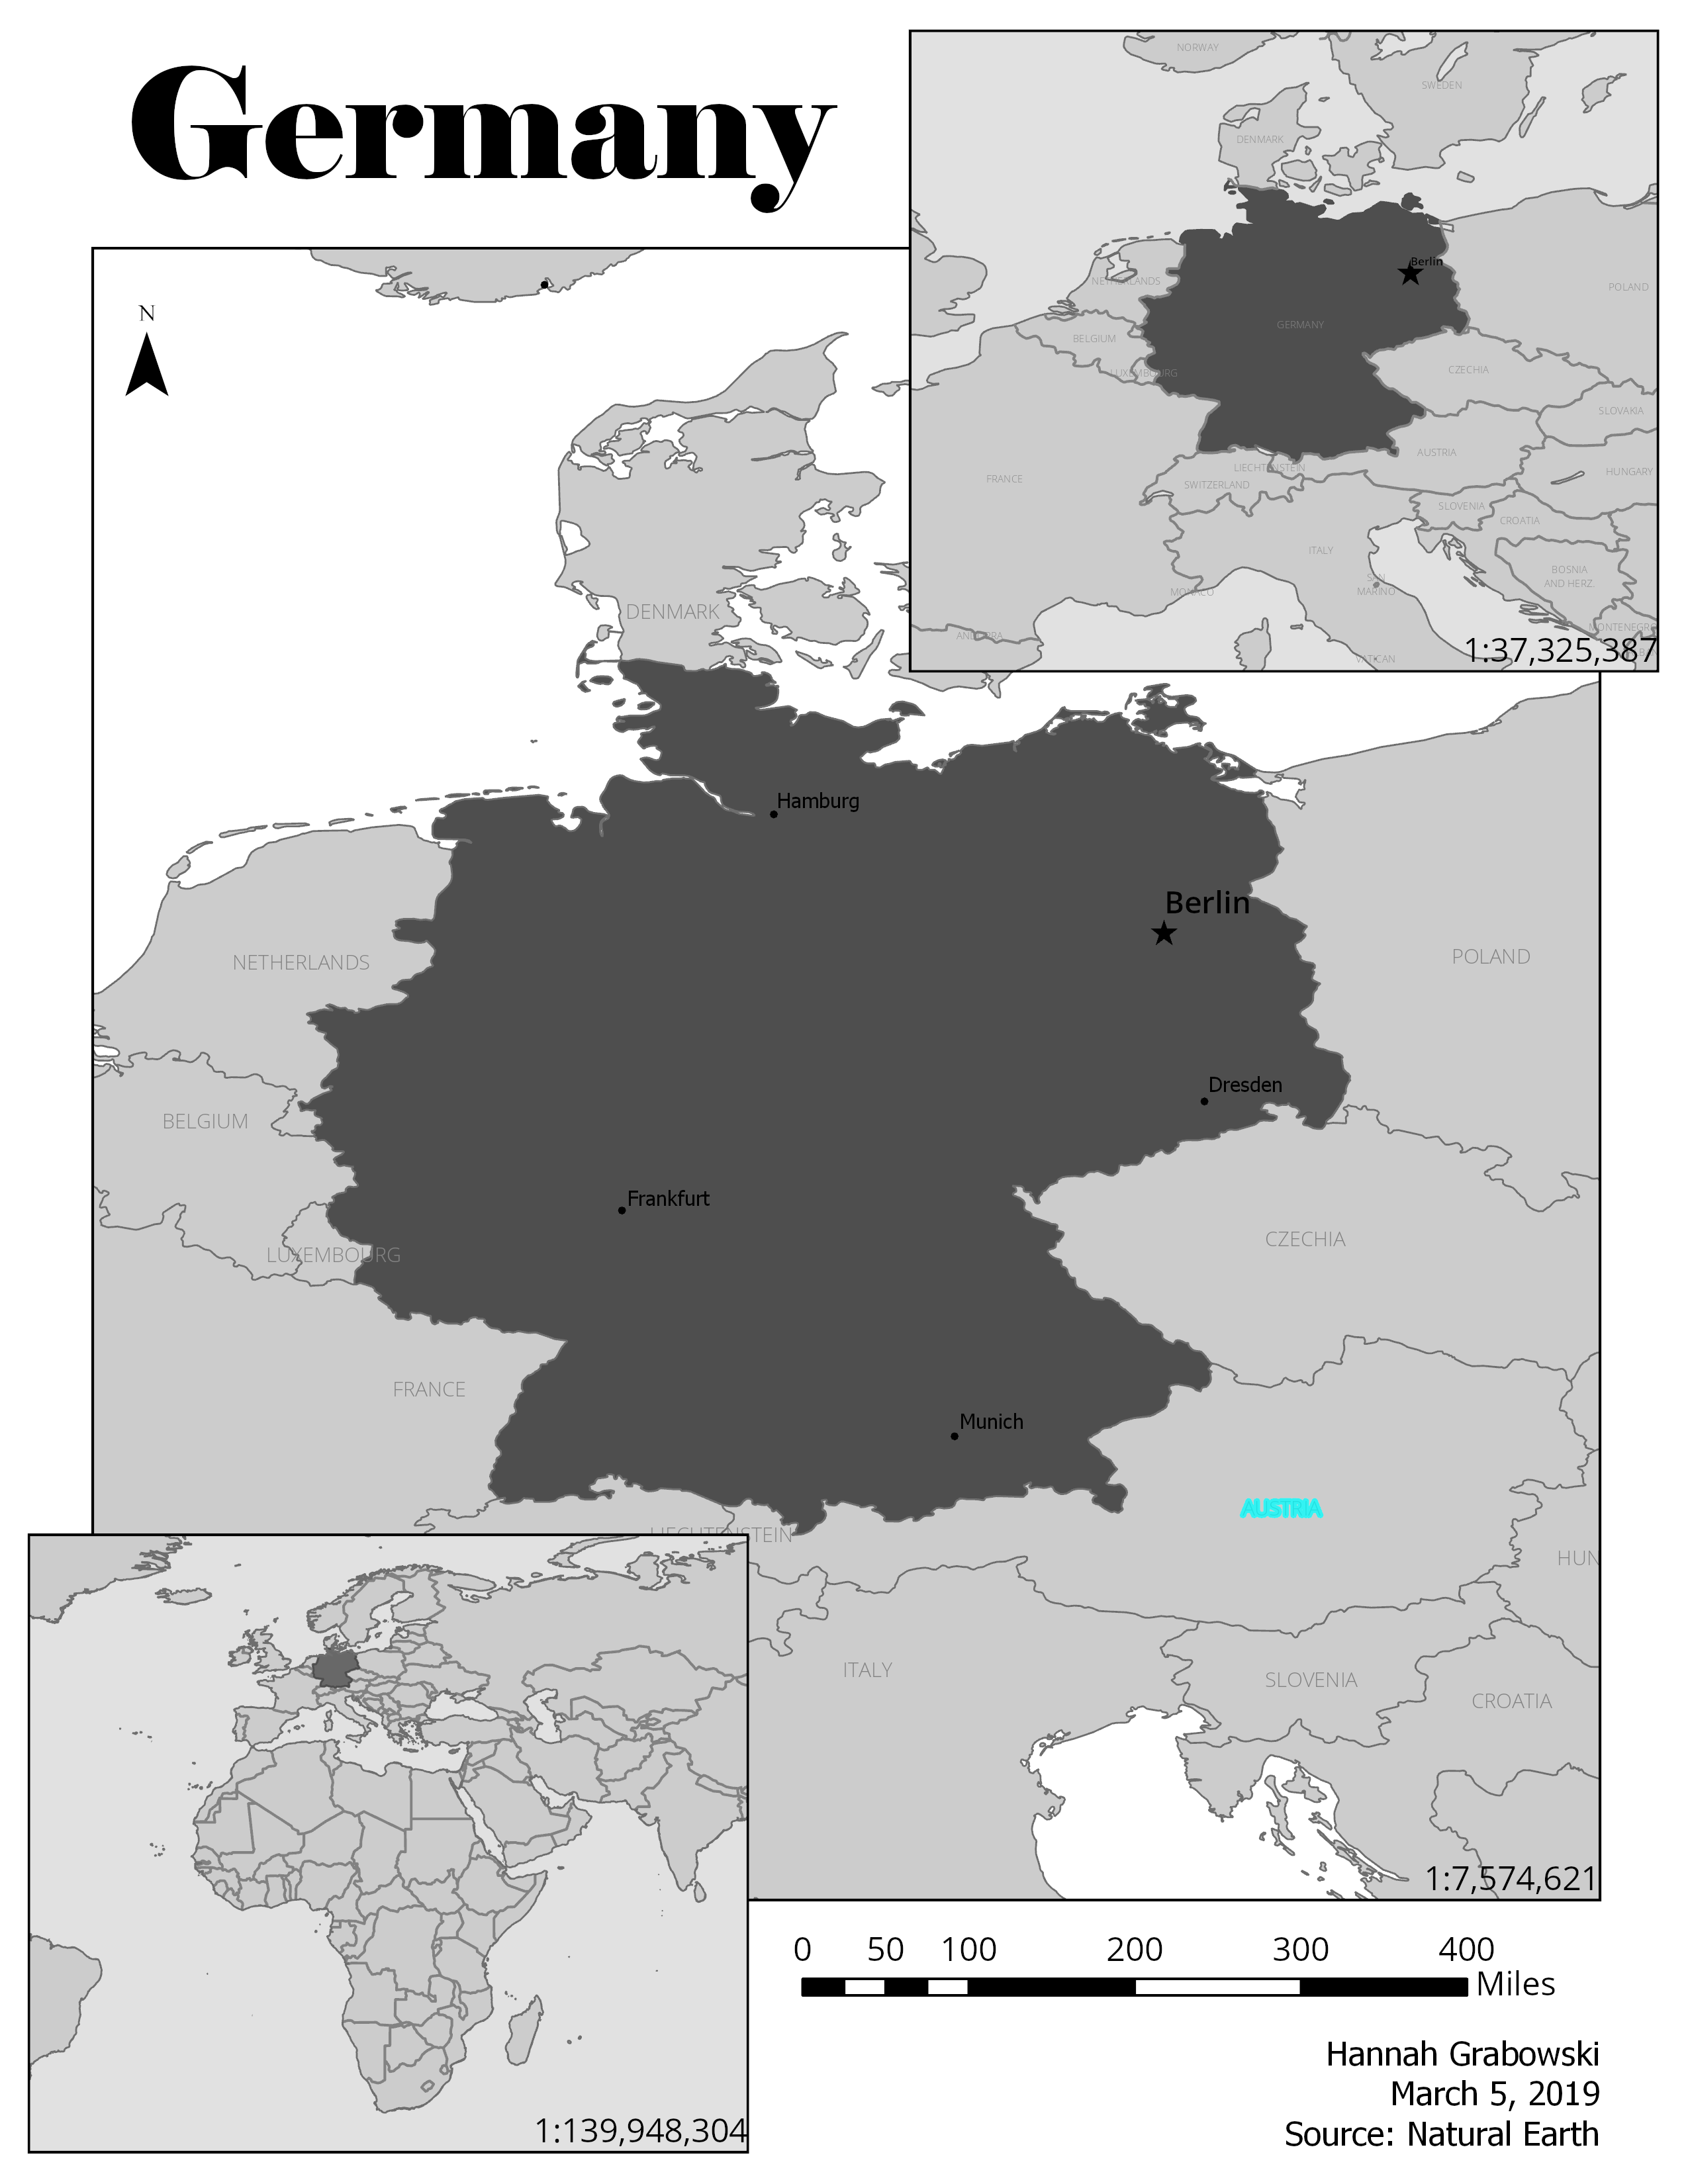 Germany
NORWAY
SWEDEN
DENMARK
Berlin
NETHERLANDS
POLAND
GERMANY
BELGIUM
LUXEMBOURG
CZECHIA
SLOVAKIA
AUSTRIA
LIECHTENSTEIN
HUNGARY
FRANCE
SWITZERLAND
SLOVENIA
CROATIA
ITALY
BOSNIA
AND HERZ.
SAN
MARINO
MONACO
MONTENEGR
ANDORRA
VATICAN
1:37,325,387
N
DENMARK
Hamburg
Berlin
NETHERLANDS
POLAND
Dresden
BELGIUM
Frankfurt
CZECHIA
LUXEMBOURG
FRANCE
Munich
AUSTRIA
LIECHTENSTEIN
HUN
ITALY
SLOVENIA
CROATIA
1:7,574,621
1:139,948,304
0 50 100 200 300 400
Miles
Hannah Grabowski
March 5, 2019
Source: Natural Earth